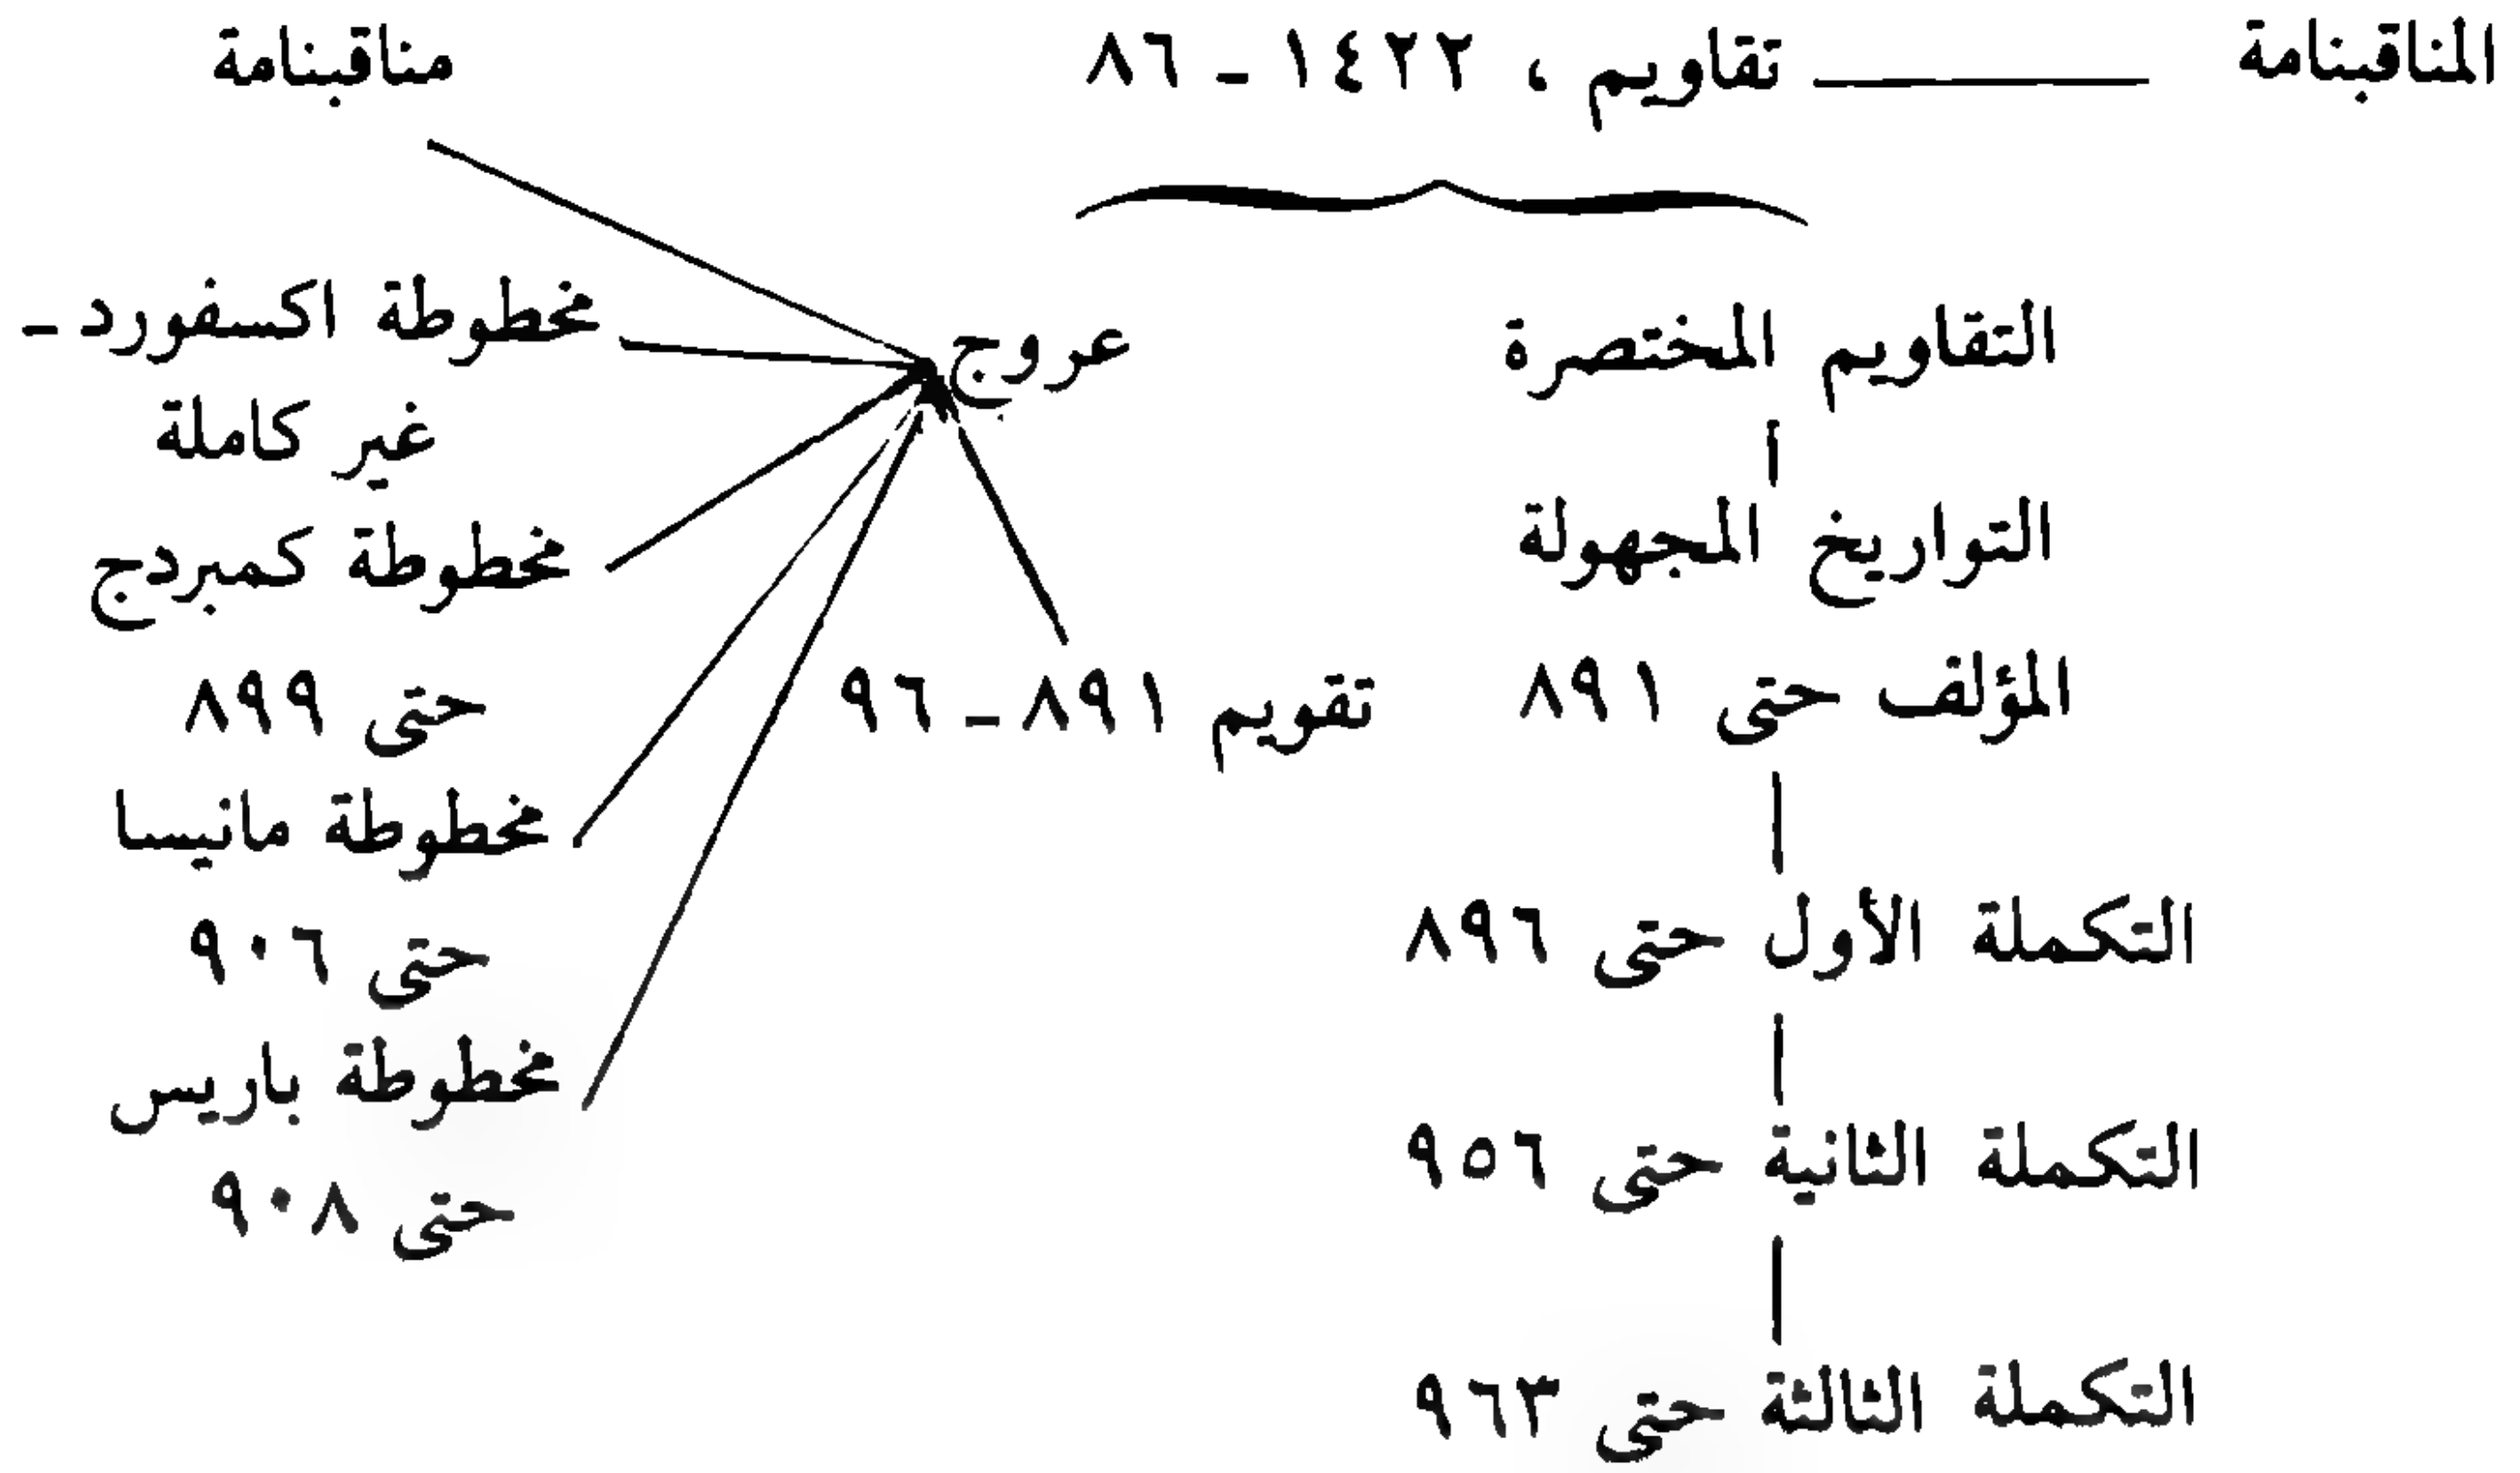 المناقبنامة
تقاويم ، ١٤٢٢ - ٨٦
مناقبنامة
التقاويم المختصرة
التواريخ المجهولة
المؤلف حتى ٨٩١
التكملة الأول حتى ٨٩٦
التكملة الثانية حتى ٩٥٦
التكملة الثالثة حتى ٩٦٣
عروج
تقويم ٨٩١ - ٩٦
مخطوطة اكسفورد -
غير كاملة
مخطوطة كمبردج
حتى ٨٩٩
مخطوطة مانيسا
حتى ٩٠٦
مخطوطة باريس
حتى ٩٠٨